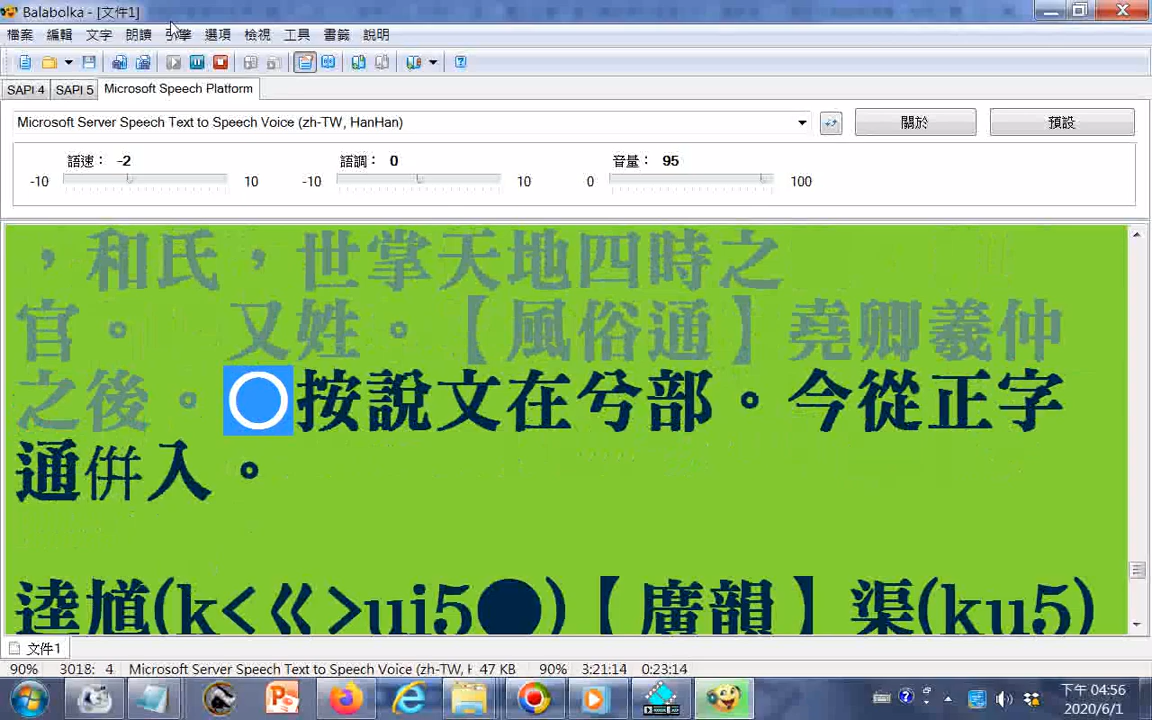 Balabolka - [文件1]
檔案 編輯 文字 朗讀 引擎 選項 檢視 工具 書籤 說明
SAPI 4 SAPI 5 Microsoft Speech Platform
Microsoft Server Speech Text to Speech Voice (zh-TW, HanHan) 關於 預設
語速： -2 語調： 0 音量： 95
-10 10 -10 10 0 100
，和氏，世掌天地四時之
官。 又姓。【風俗通】堯卿羲仲
之後。○按說文在兮部。今從正字
通倂入。
逵馗(k<ㄍ>ui5●)【廣韻】渠(ku5)
文件1
90% 3018: 4 Microsoft Server Speech Text to Speech Voice (zh-TW, H 47 KB 90% 3:21:14 0:23:14
下午 04:56
2020/6/1